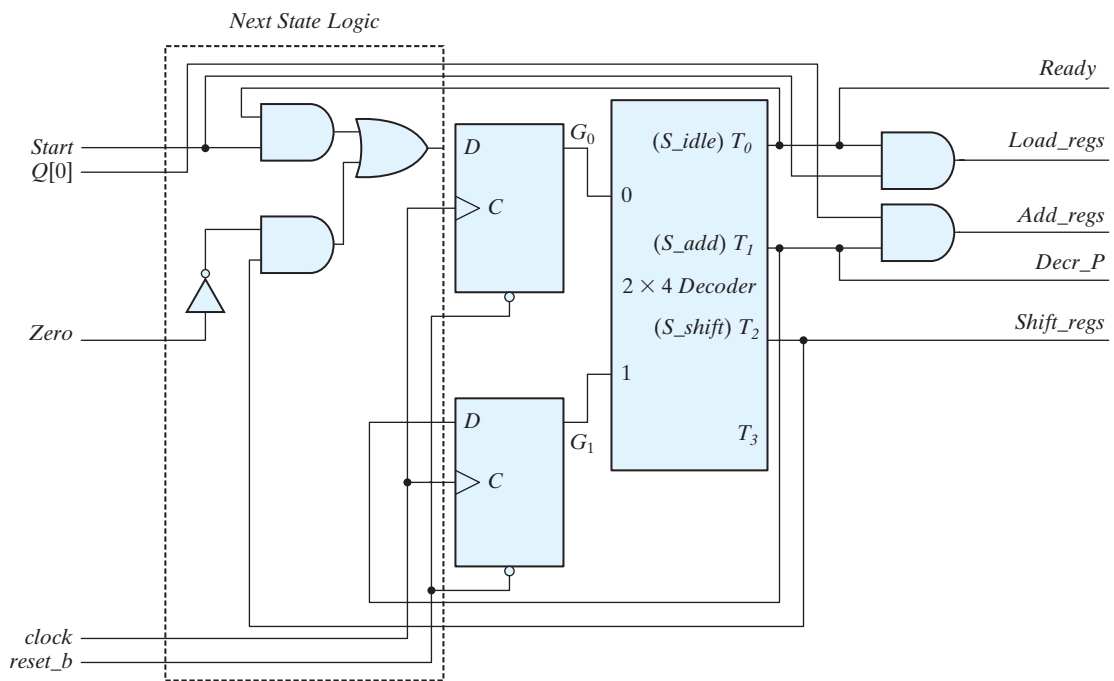 Next State Logic
Ready
Start
Q[0]
D
G₀
(S_idle) T₀
Load_regs
C
0
Add_regs
(S_add) T₁
Decr_P
2 × 4 Decoder
Zero
(S_shift) T₂
Shift_regs
1
D
G₁
T₃
C
clock
reset_b